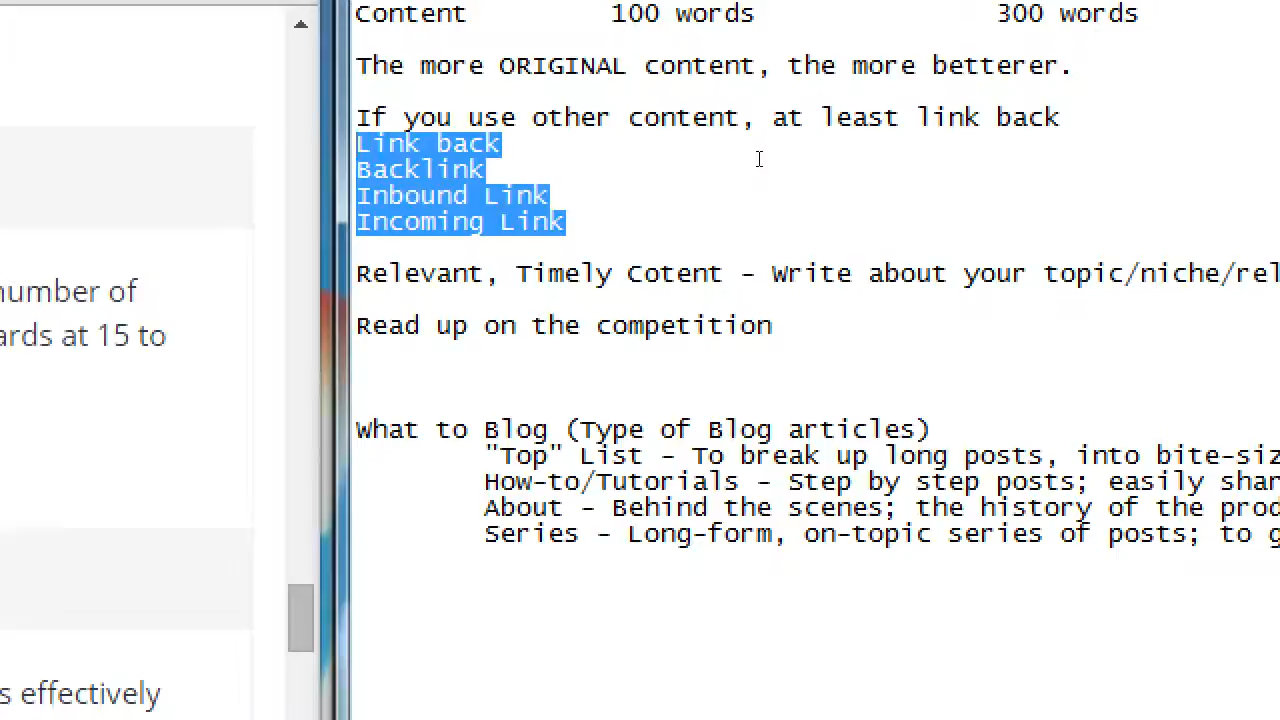 Content 100 words 300 words
The more ORIGINAL content, the more betterer.
If you use other content, at least link back
Link back
Backlink
Inbound Link
Incoming Link
Relevant, Timely Cotent - Write about your topic/niche/rel
Read up on the competition
What to Blog (Type of Blog articles)
"Top" List - To break up long posts, into bite-siz
How-to/Tutorials - Step by step posts; easily shar
About - Behind the scenes; the history of the prod
Series - Long-form, on-topic series of posts; to g
number of
ards at 15 to
s effectively